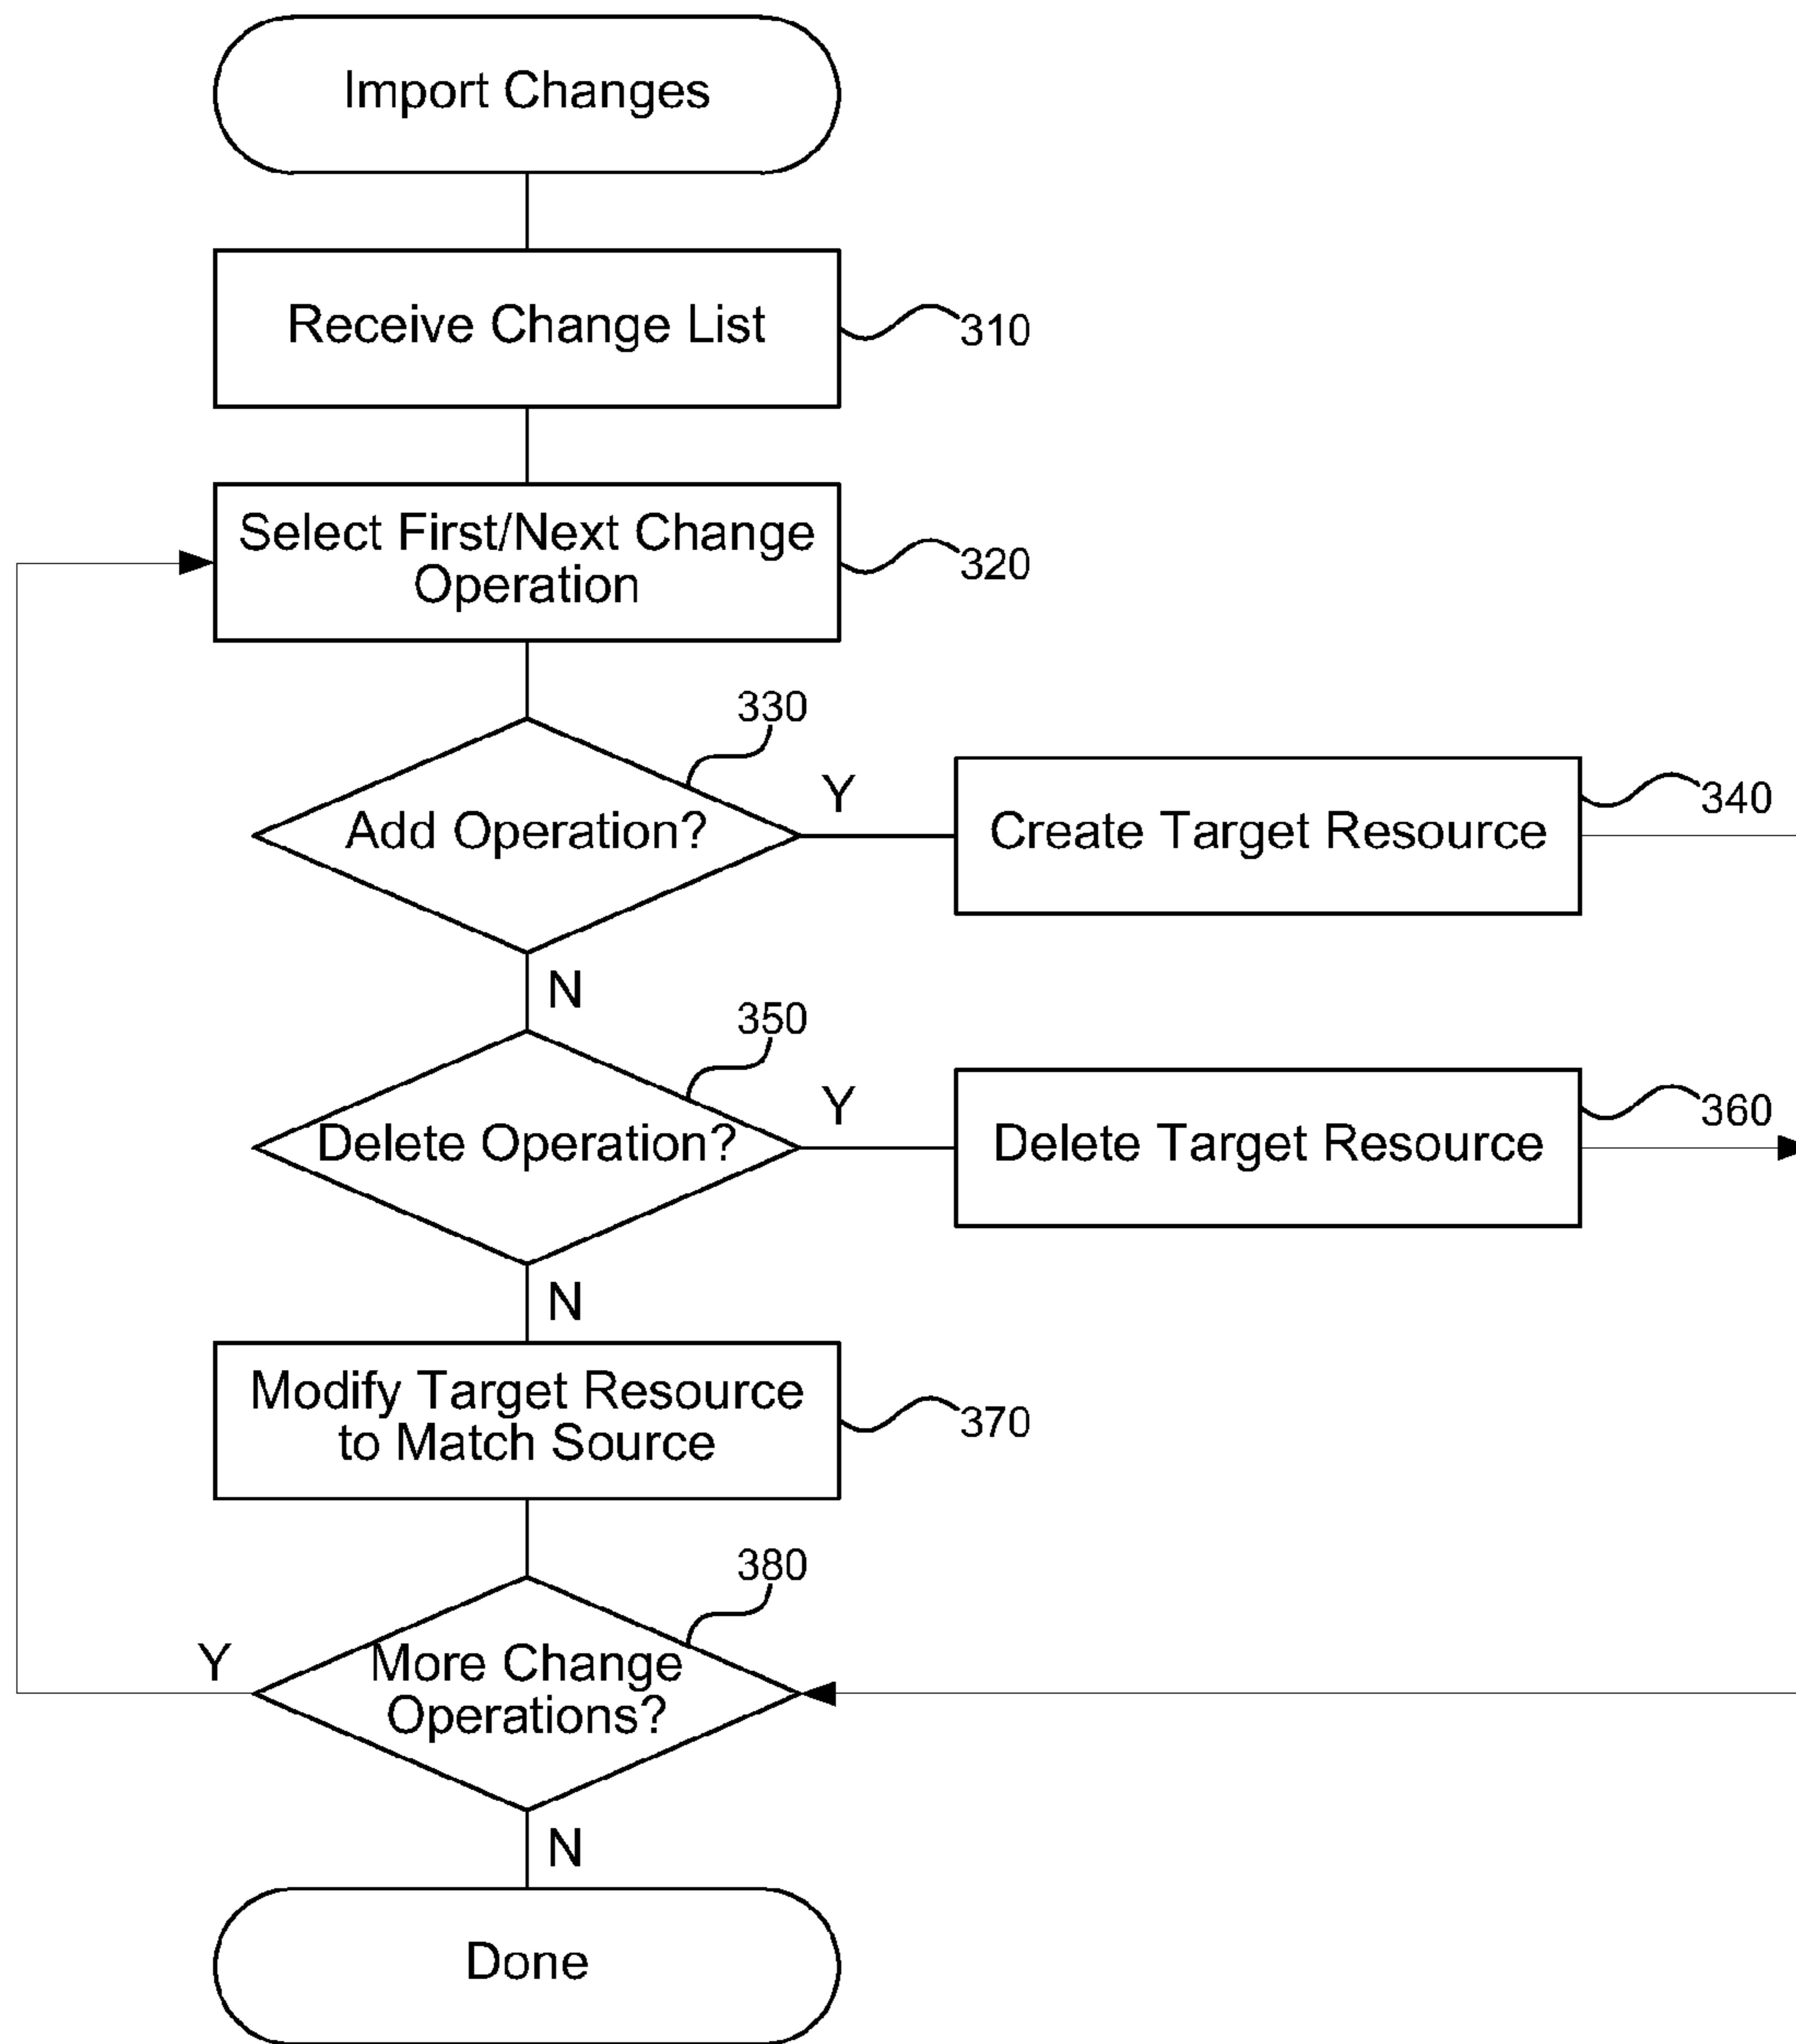 Import Changes
Receive Change List
310
Select First/Next Change
Operation
320
330
Add Operation?
Y
Create Target Resource
340
N
350
Delete Operation?
Y
Delete Target Resource
360
N
Modify Target Resource
to Match Source
370
380
Y
More Change
Operations?
N
Done